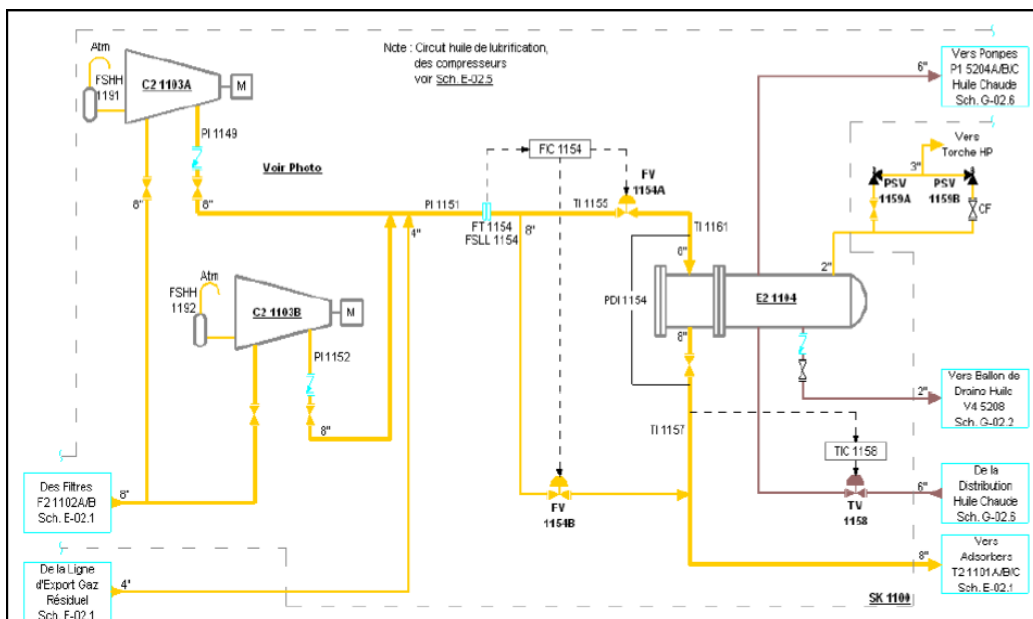 Note : Circuit huile de lubrification,
des compresseurs
voir Sch. E-02.5
Atm
FSHH
1191
C2 1103A
M
PI 1149
8"
8"
Voir Photo
PI 1151
4"
FIC 1154
FT 1154
FSLL 1154
8"
TI 1155
FV
1154A
TI 1161
PDI 1154
8"
E2 1104
2"
6"
Vers Pompes
P1 5204A/B/C
Huile Chaude
Sch. G-02.6
Vers
Torche HP
3"
PSV
1159A
PSV
1159B
CF
Atm
FSHH
1192
C2 1103B
M
PI 1152
8"
TI 1157
2"
Vers Ballon de
Drains Huile
V4 5208
Sch. G-02.2
TIC 1158
TV
1158
6"
De la
Distribution
Huile Chaude
Sch. G-02.6
FV
1154B
Des Filtres
F2 1102A/B
Sch. E-02.1
8"
De la Ligne
d'Export Gaz
Résiduel
Sch. E-02.1
4"
8"
Vers
Adsorbers
T2 1101A/B/C
Sch. E-02.1
SK 1100